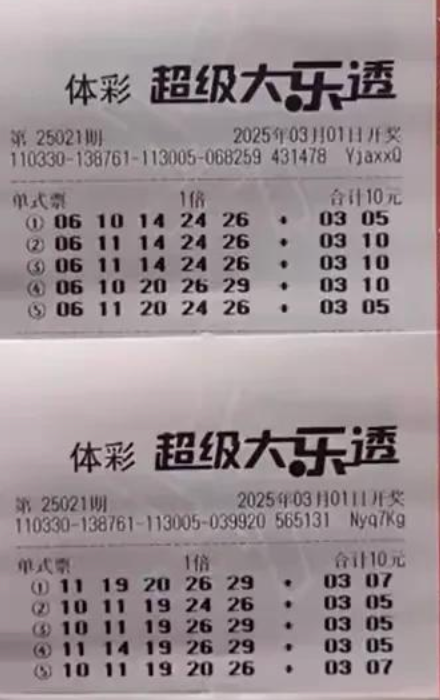 体彩 超级大乐透
第 25021期 2025年03月01日开奖
110330-138761-113005-068259 431478 YjaxxQ
单式票 1倍 合计10元
① 06 10 14 24 26 + 03 05
② 06 11 14 24 26 + 03 10
③ 06 11 14 24 26 + 03 10
④ 06 10 20 26 29 + 03 10
⑤ 06 11 20 24 26 + 03 05
体彩 超级大乐透
第 25021期 2025年03月01日开奖
110330-138761-113005-039920 565131 Nyq7Kg
单式票 1倍 合计10元
① 11 19 20 26 29 + 03 07
② 10 11 19 24 26 + 03 05
③ 10 11 19 26 29 + 03 05
④ 11 14 19 26 29 + 03 05
⑤ 10 11 19 20 26 + 03 07